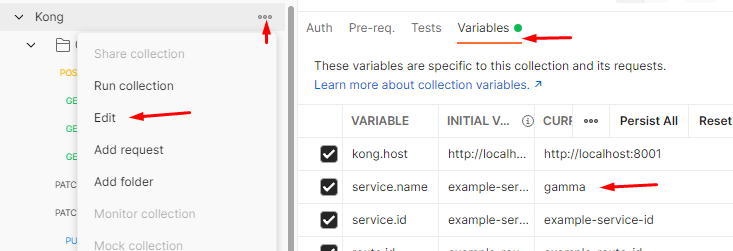 Kong
Share collection
Run collection
Edit
Add request
Add folder
Monitor collection
Mock collection
POS
GE
GE
GE
PATC
PATC
PU
Auth Pre-req. Tests Variables
These variables are specific to this collection and its requests.
Learn more about collection variables. ↗
VARIABLE INITIAL V... CURR Persist All Reset
kong.host http://localh... http://localhost:8001
service.name example-ser... gamma
service.id example-ser... example-service-id